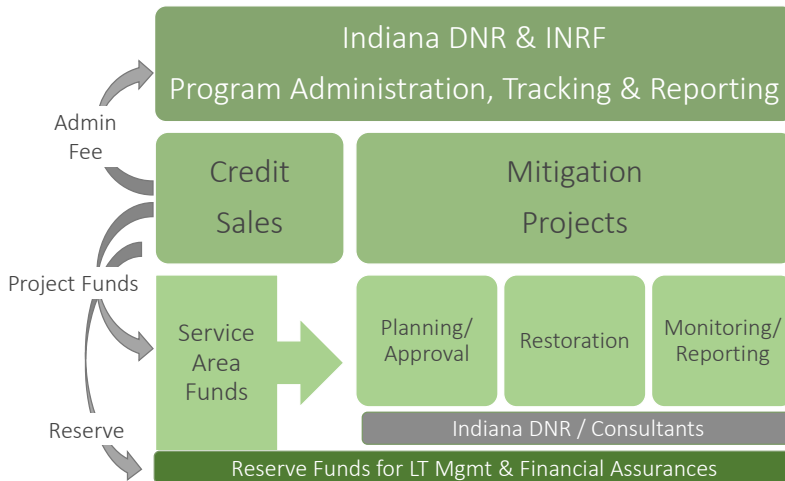 Indiana DNR & INRF
Program Administration, Tracking & Reporting
Admin
Fee
Credit
Sales
Mitigation
Projects
Project Funds
Service
Area
Funds
Planning/
Approval
Restoration
Monitoring/
Reporting
Reserve
Indiana DNR / Consultants
Reserve Funds for LT Mgmt & Financial Assurances